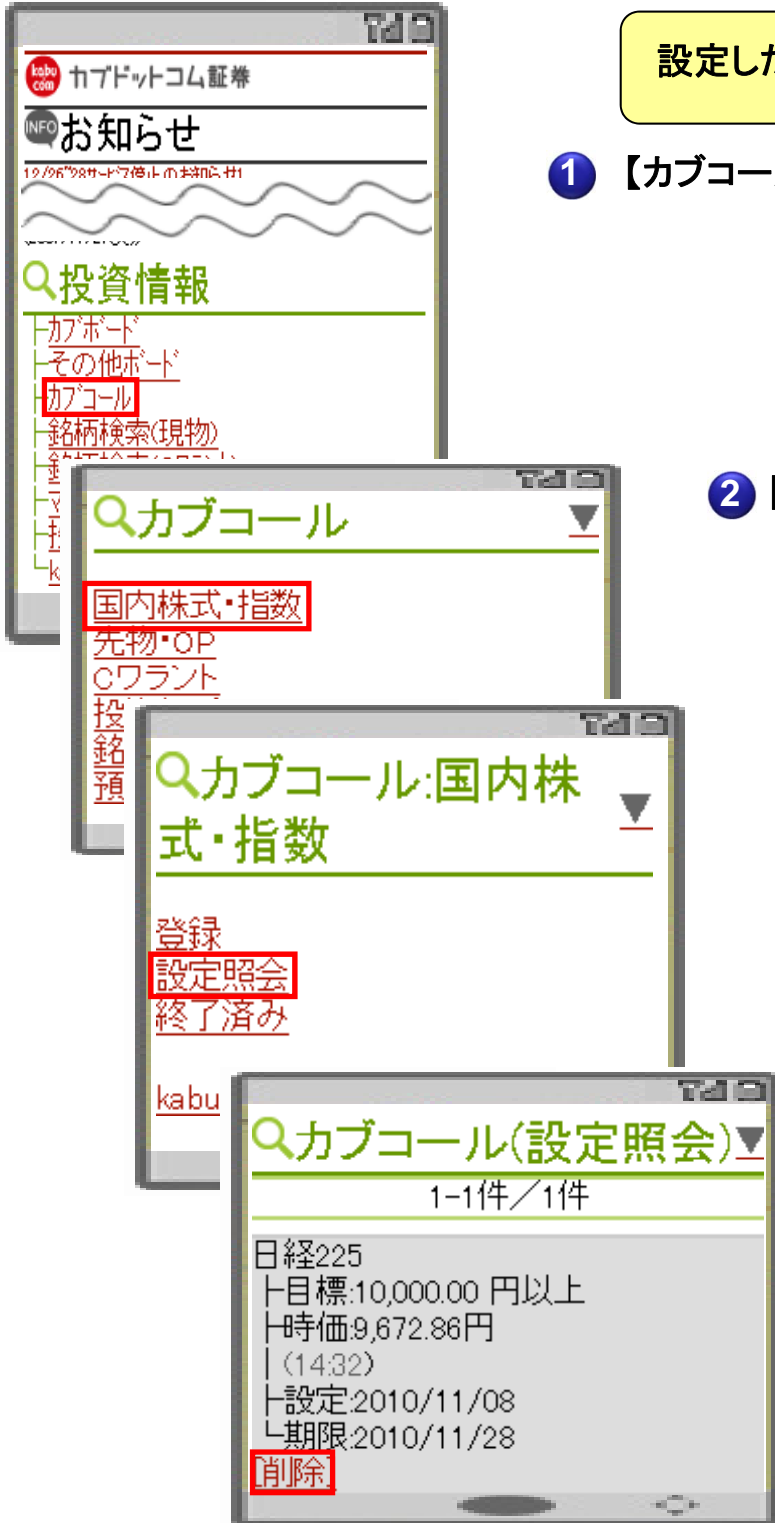 kabu
com
カブドットコム証券
INFO
お知らせ
投資情報
├カブボード
├その他ボード
├カブコール
├銘柄検索(現物)
設定した
1 【カブコー
2 【
カブコール▼
国内株式・指数
先物・OP
Cワラント
投
銘
預
カブコール:国内株
式・指数▼
登録
設定照会
終了済み
kabu
カブコール(設定照会)▼
1-1件／1件
日経225
├目標:10,000.00 円以上
├時価:9,672.86円
│(14:32)
├設定:2010/11/08
└期限:2010/11/28
[削除]